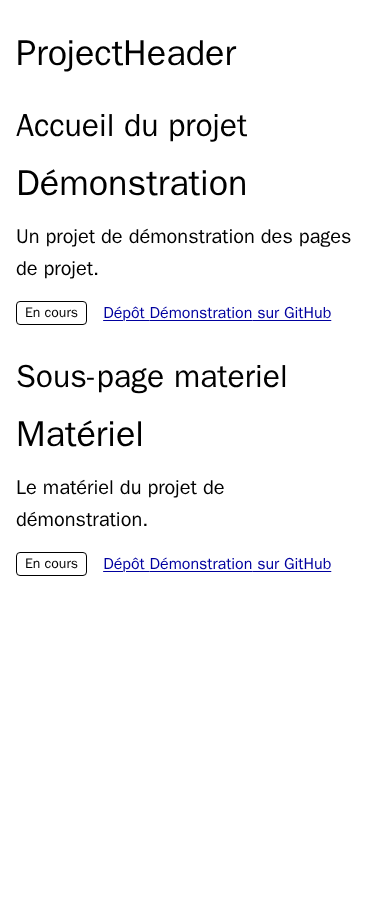 ProjectHeader
Accueil du projet
Démonstration
Un projet de démonstration des pages
de projet.
En cours Dépôt Démonstration sur GitHub
Sous-page materiel
Matériel
Le matériel du projet de
démonstration.
En cours Dépôt Démonstration sur GitHub